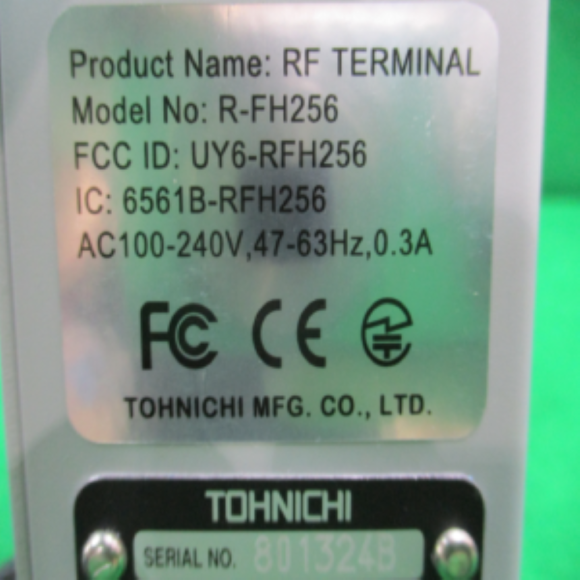 Product Name: RF TERMINAL
Model No: R-FH256
FCC ID: UY6-RFH256
IC: 6561B-RFH256
AC100-240V,47-63Hz,0.3A
FC CE
TOHNICHI MFG. CO., LTD.
TOHNICHI
SERIAL NO. 801324B